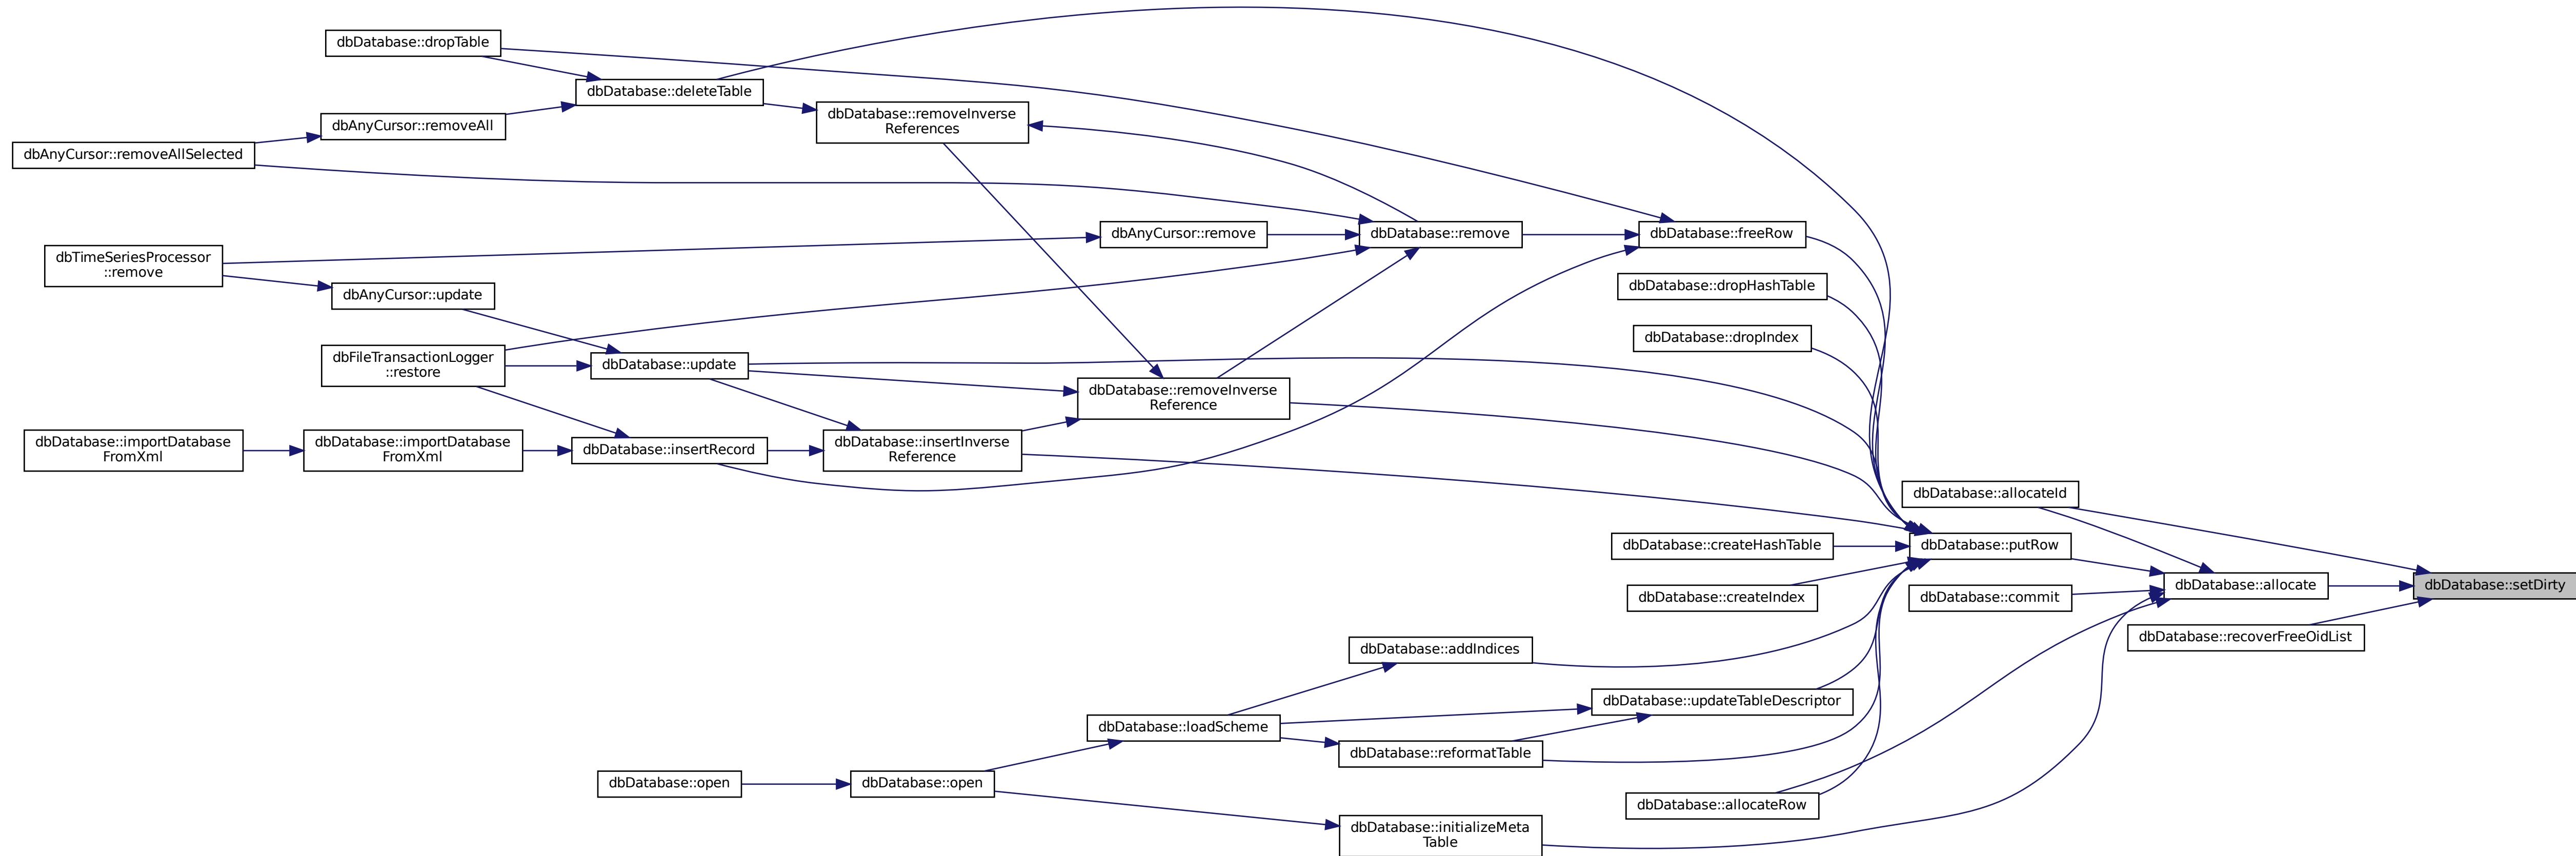 dbDatabase::dropTable
dbDatabase::deleteTable
dbDatabase::removeInverse
References
dbAnyCursor::removeAll
dbAnyCursor::removeAllSelected
dbAnyCursor::remove
dbDatabase::remove
dbDatabase::freeRow
dbTimeSeriesProcessor
::remove
dbDatabase::dropHashTable
dbAnyCursor::update
dbDatabase::dropIndex
dbFileTransactionLogger
::restore
dbDatabase::update
dbDatabase::removeInverse
Reference
dbDatabase::importDatabase
FromXml
dbDatabase::importDatabase
FromXml
dbDatabase::insertRecord
dbDatabase::insertInverse
Reference
dbDatabase::allocateId
dbDatabase::createHashTable
dbDatabase::putRow
dbDatabase::allocate
dbDatabase::setDirty
dbDatabase::createIndex
dbDatabase::commit
dbDatabase::recoverFreeOidList
dbDatabase::addIndices
dbDatabase::updateTableDescriptor
dbDatabase::loadScheme
dbDatabase::reformatTable
dbDatabase::open
dbDatabase::open
dbDatabase::allocateRow
dbDatabase::initializeMeta
Table